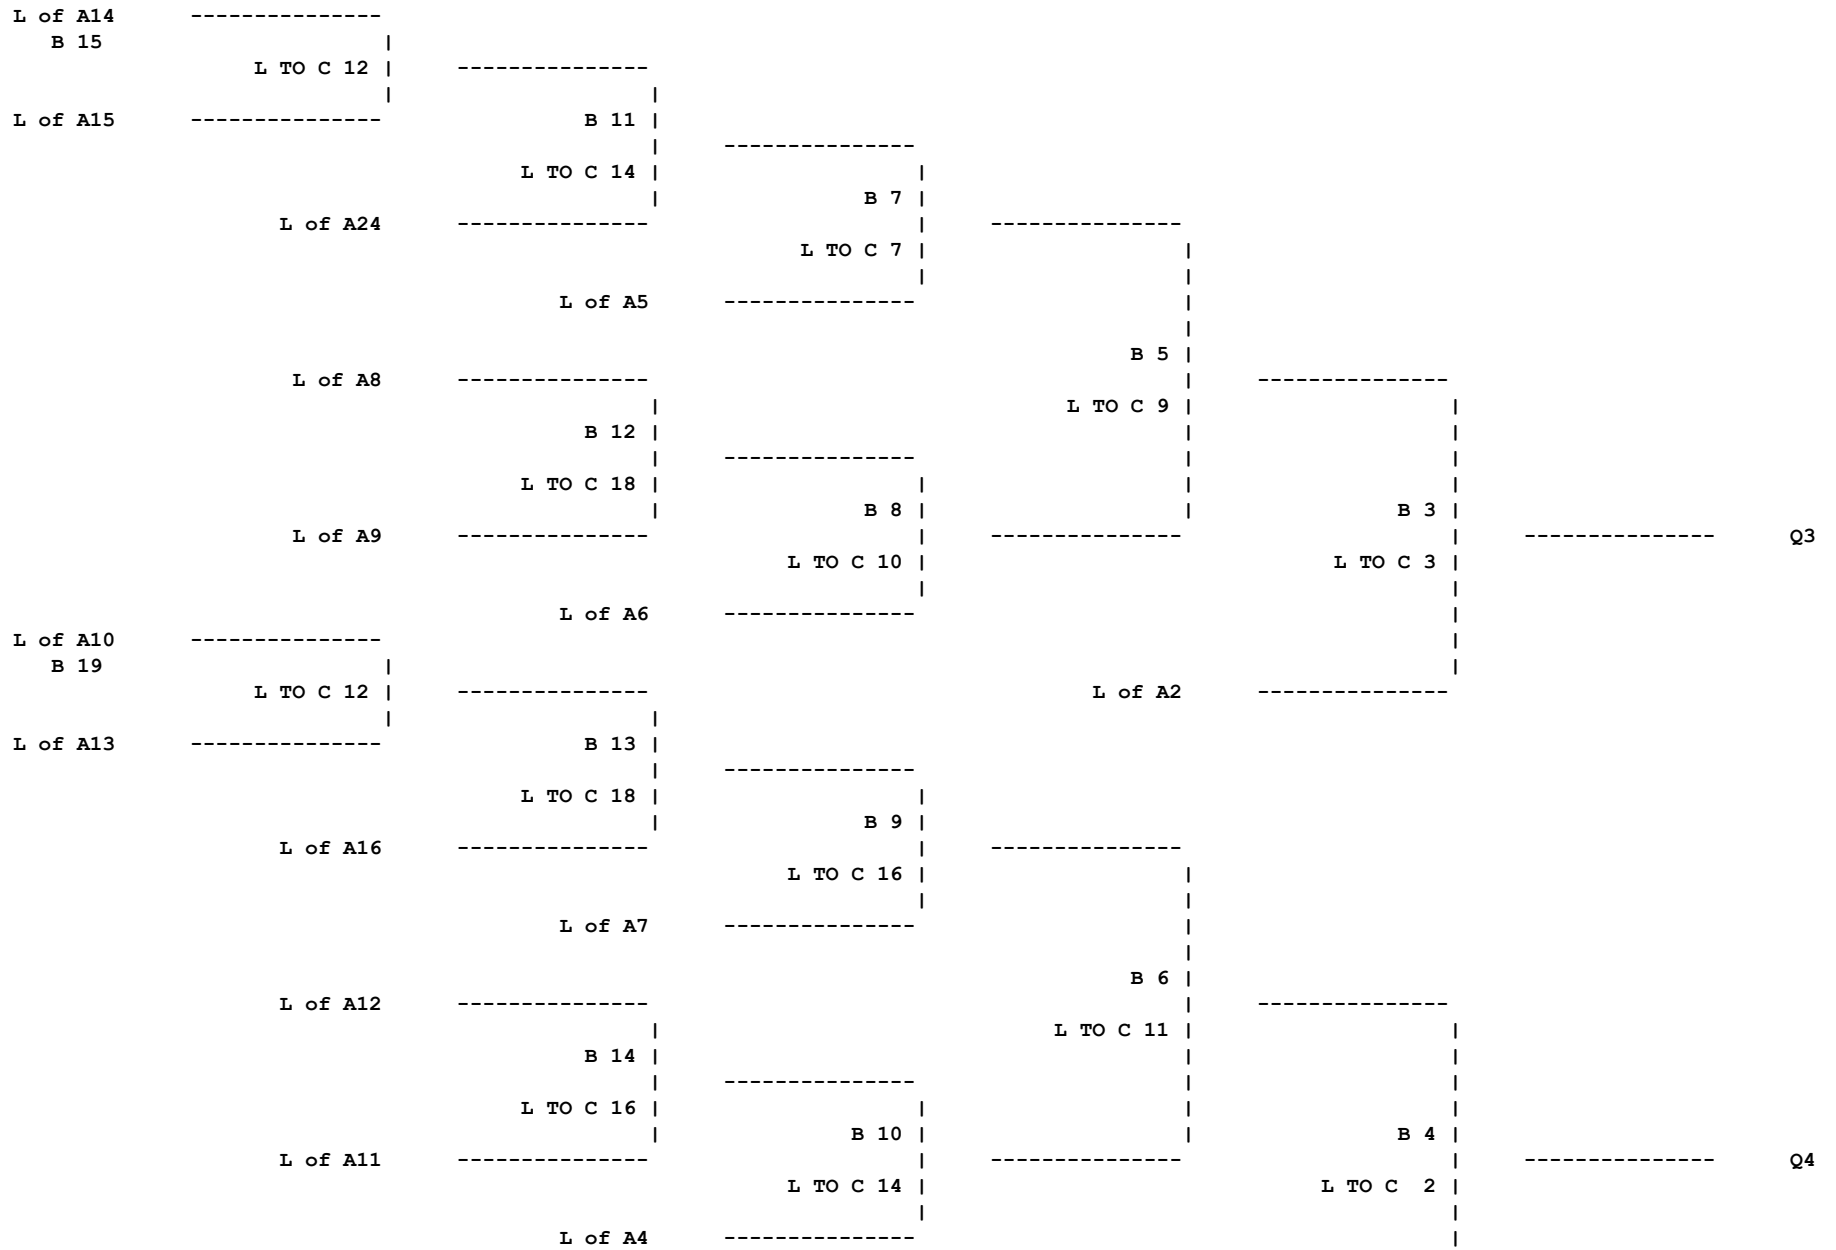 L of A14
B 15
L TO C 12
L of A15 B 11
L TO C 14
B 7
L of A24
L TO C 7
L of A5
B 5
L of A8
L TO C 9
B 12
L TO C 18
B 8 B 3
L of A9 Q3
L TO C 10 L TO C 3
L of A6
L of A10
B 19
L TO C 12 L of A2
L of A13 B 13
L TO C 18
B 9
L of A16
L TO C 16
L of A7
B 6
L of A12
L TO C 11
B 14
L TO C 16
B 10 B 4
L of A11 Q4
L TO C 14 L TO C 2
L of A4